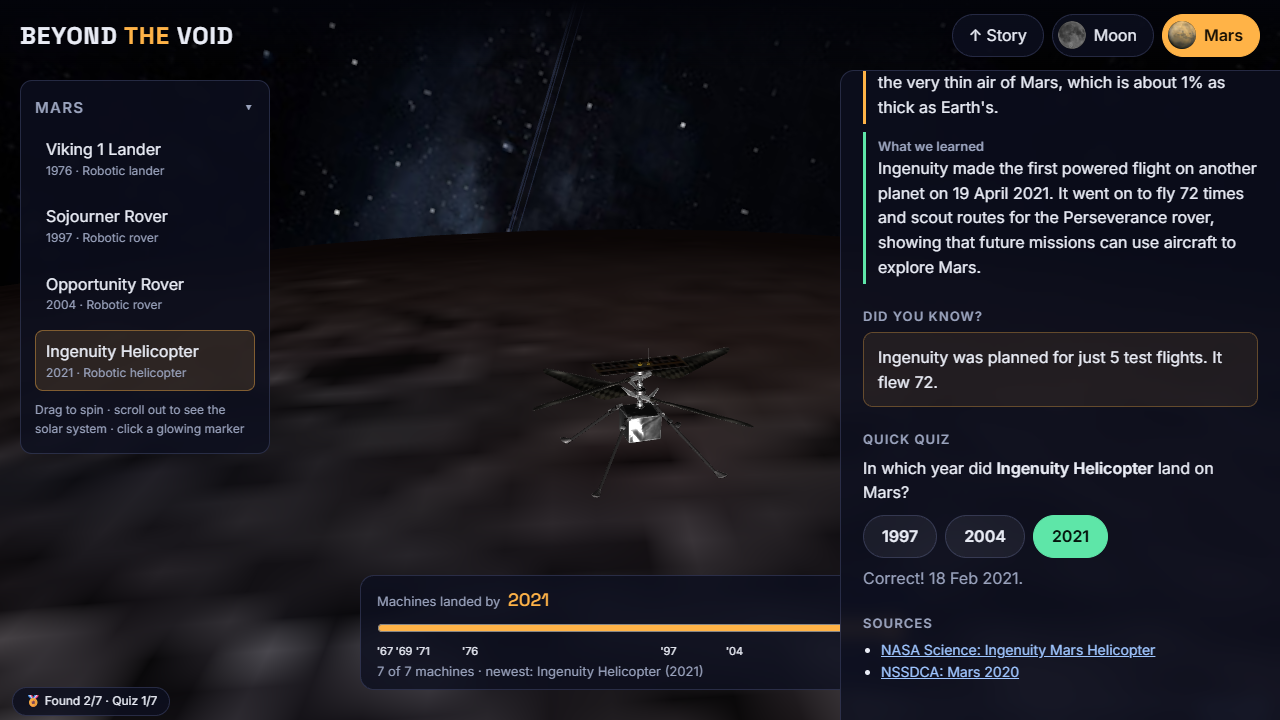 BEYOND THE VOID
↑ Story
Moon
Mars
MARS
Viking 1 Lander
1976 · Robotic lander
Sojourner Rover
1997 · Robotic rover
Opportunity Rover
2004 · Robotic rover
Ingenuity Helicopter
2021 · Robotic helicopter
Drag to spin · scroll out to see the
solar system · click a glowing marker
the very thin air of Mars, which is about 1% as
thick as Earth's.
What we learned
Ingenuity made the first powered flight on another
planet on 19 April 2021. It went on to fly 72 times
and scout routes for the Perseverance rover,
showing that future missions can use aircraft to
explore Mars.
DID YOU KNOW?
Ingenuity was planned for just 5 test flights. It
flew 72.
QUICK QUIZ
In which year did Ingenuity Helicopter land on
Mars?
1997 2004 2021
Correct! 18 Feb 2021.
SOURCES
NASA Science: Ingenuity Mars Helicopter
NSSDCA: Mars 2020
Machines landed by 2021
'67 '69 '71 '76 '97 '04
7 of 7 machines · newest: Ingenuity Helicopter (2021)
Found 2/7 · Quiz 1/7